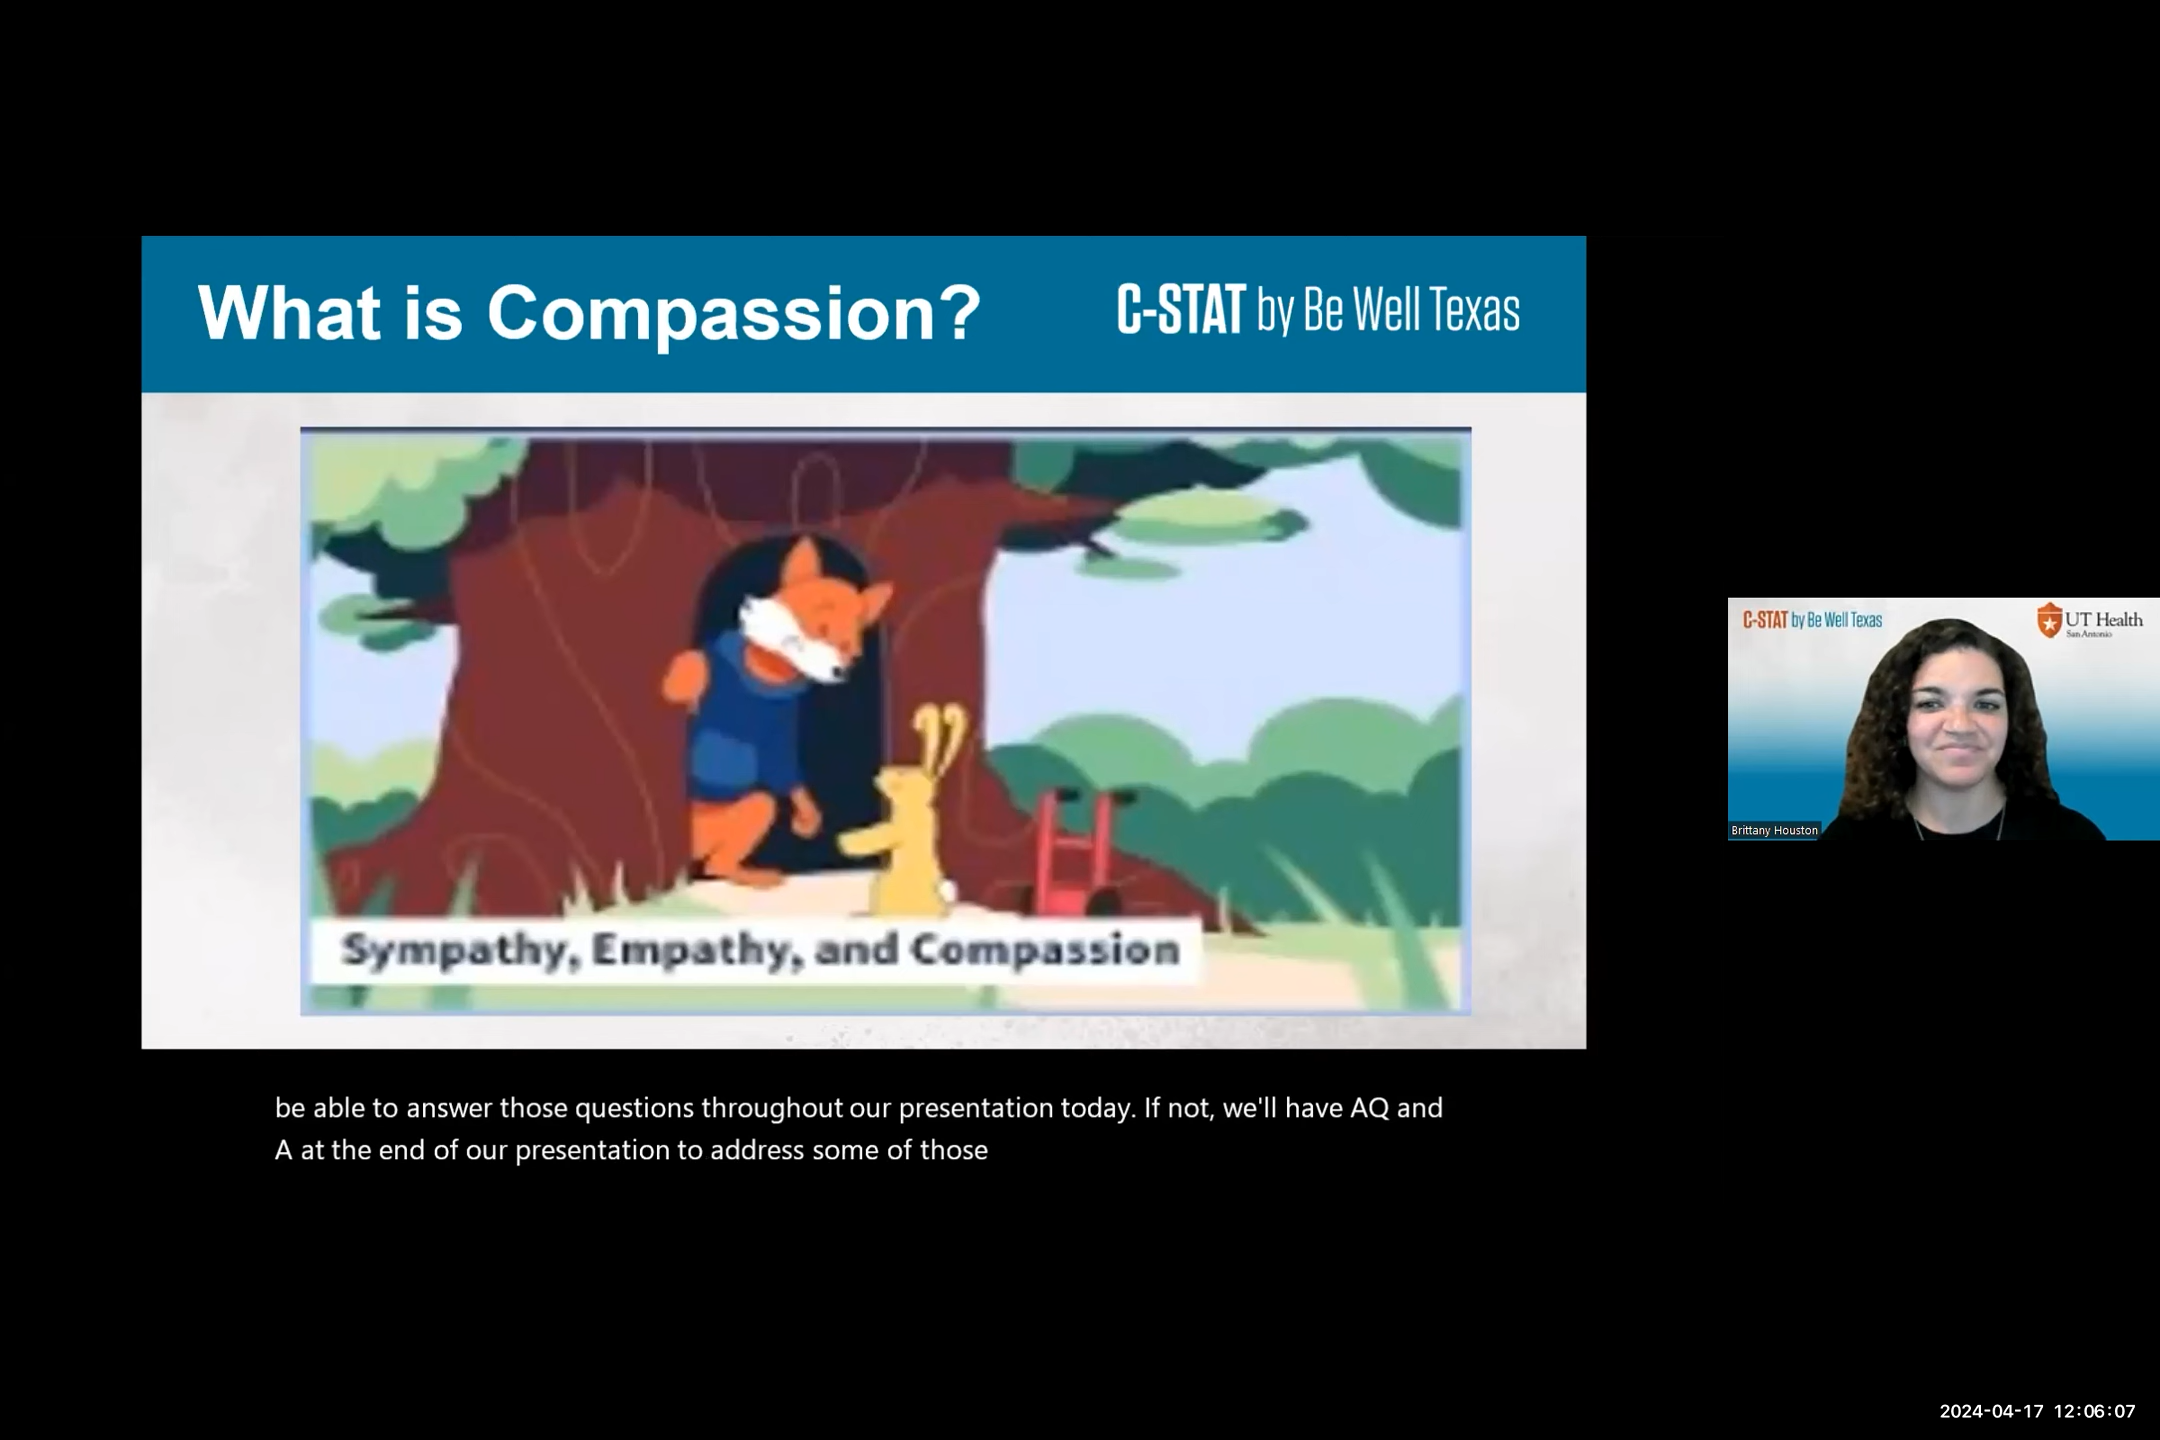 What is Compassion?
C-STAT by Be Well Texas
Sympathy, Empathy, and Compassion
C-STAT by Be Well Texas
UT Health
San Antonio
Brittany Houston
be able to answer those questions throughout our presentation today. If not, we'll have AQ and
A at the end of our presentation to address some of those
2024-04-17 12:06:07